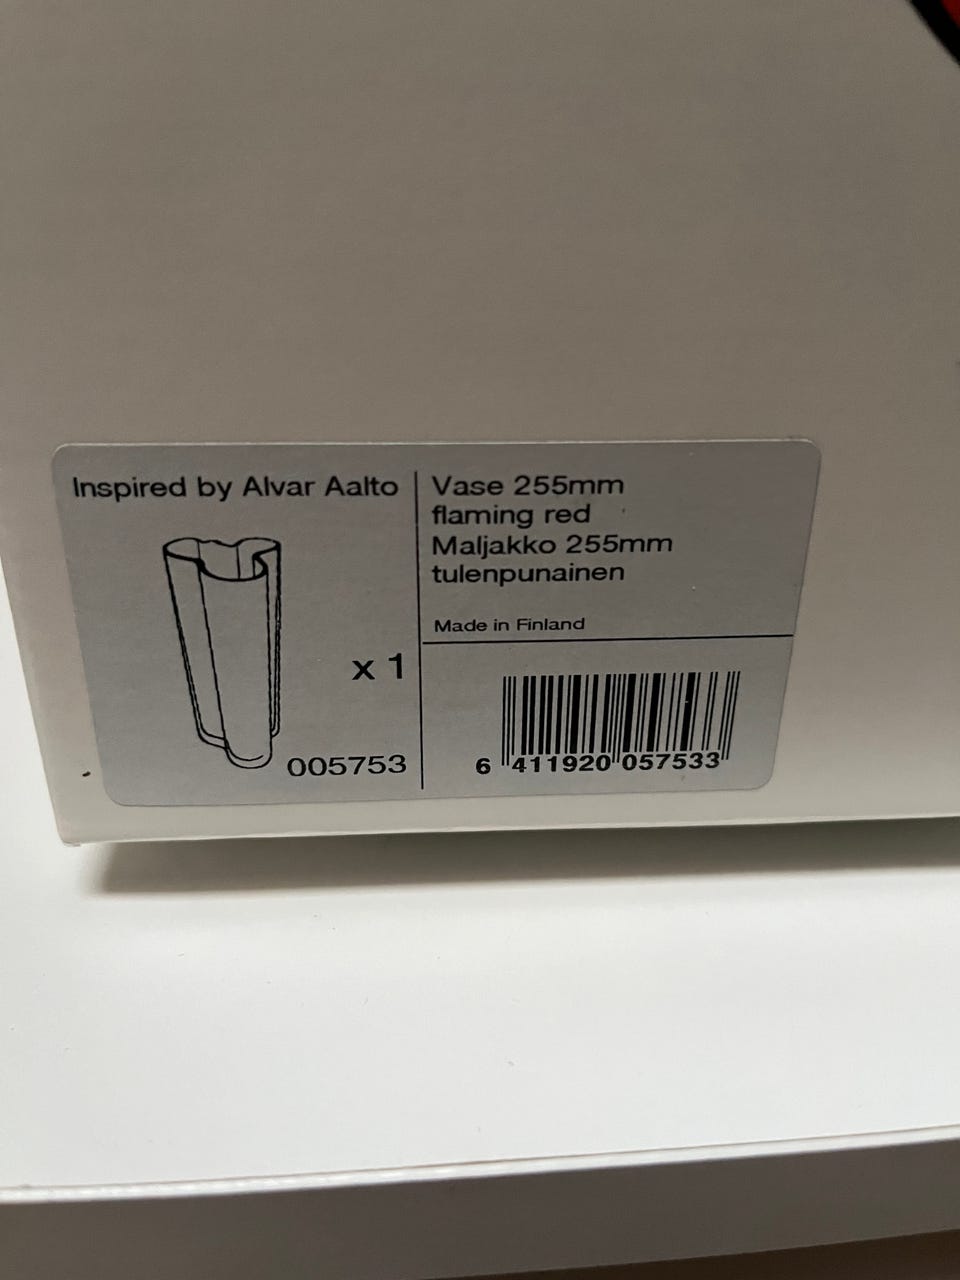 Inspired by Alvar Aalto
x 1
005753
Vase 255mm
flaming red
Maljakko 255mm
tulenpunainen
Made in Finland
6 411920 057533